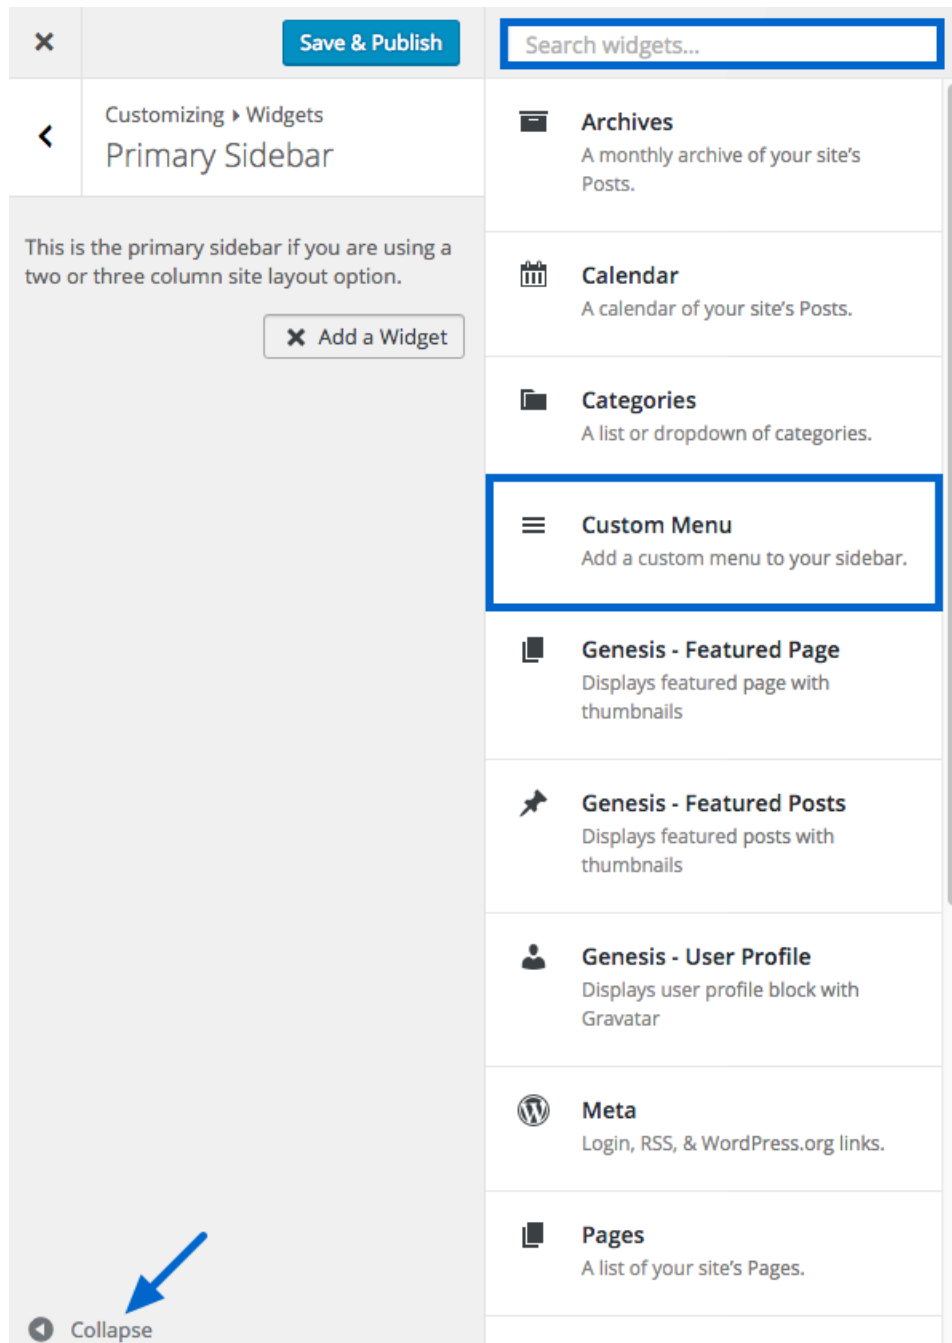 Save & Publish
Search widgets...
Customizing ▸ Widgets
Primary Sidebar
This is the primary sidebar if you are using a
two or three column site layout option.
Add a Widget
Collapse
Archives
A monthly archive of your site's
Posts.
Calendar
A calendar of your site's Posts.
Categories
A list or dropdown of categories.
Custom Menu
Add a custom menu to your sidebar.
Genesis - Featured Page
Displays featured page with
thumbnails
Genesis - Featured Posts
Displays featured posts with
thumbnails
Genesis - User Profile
Displays user profile block with
Gravatar
Meta
Login, RSS, & WordPress.org links.
Pages
A list of your site's Pages.